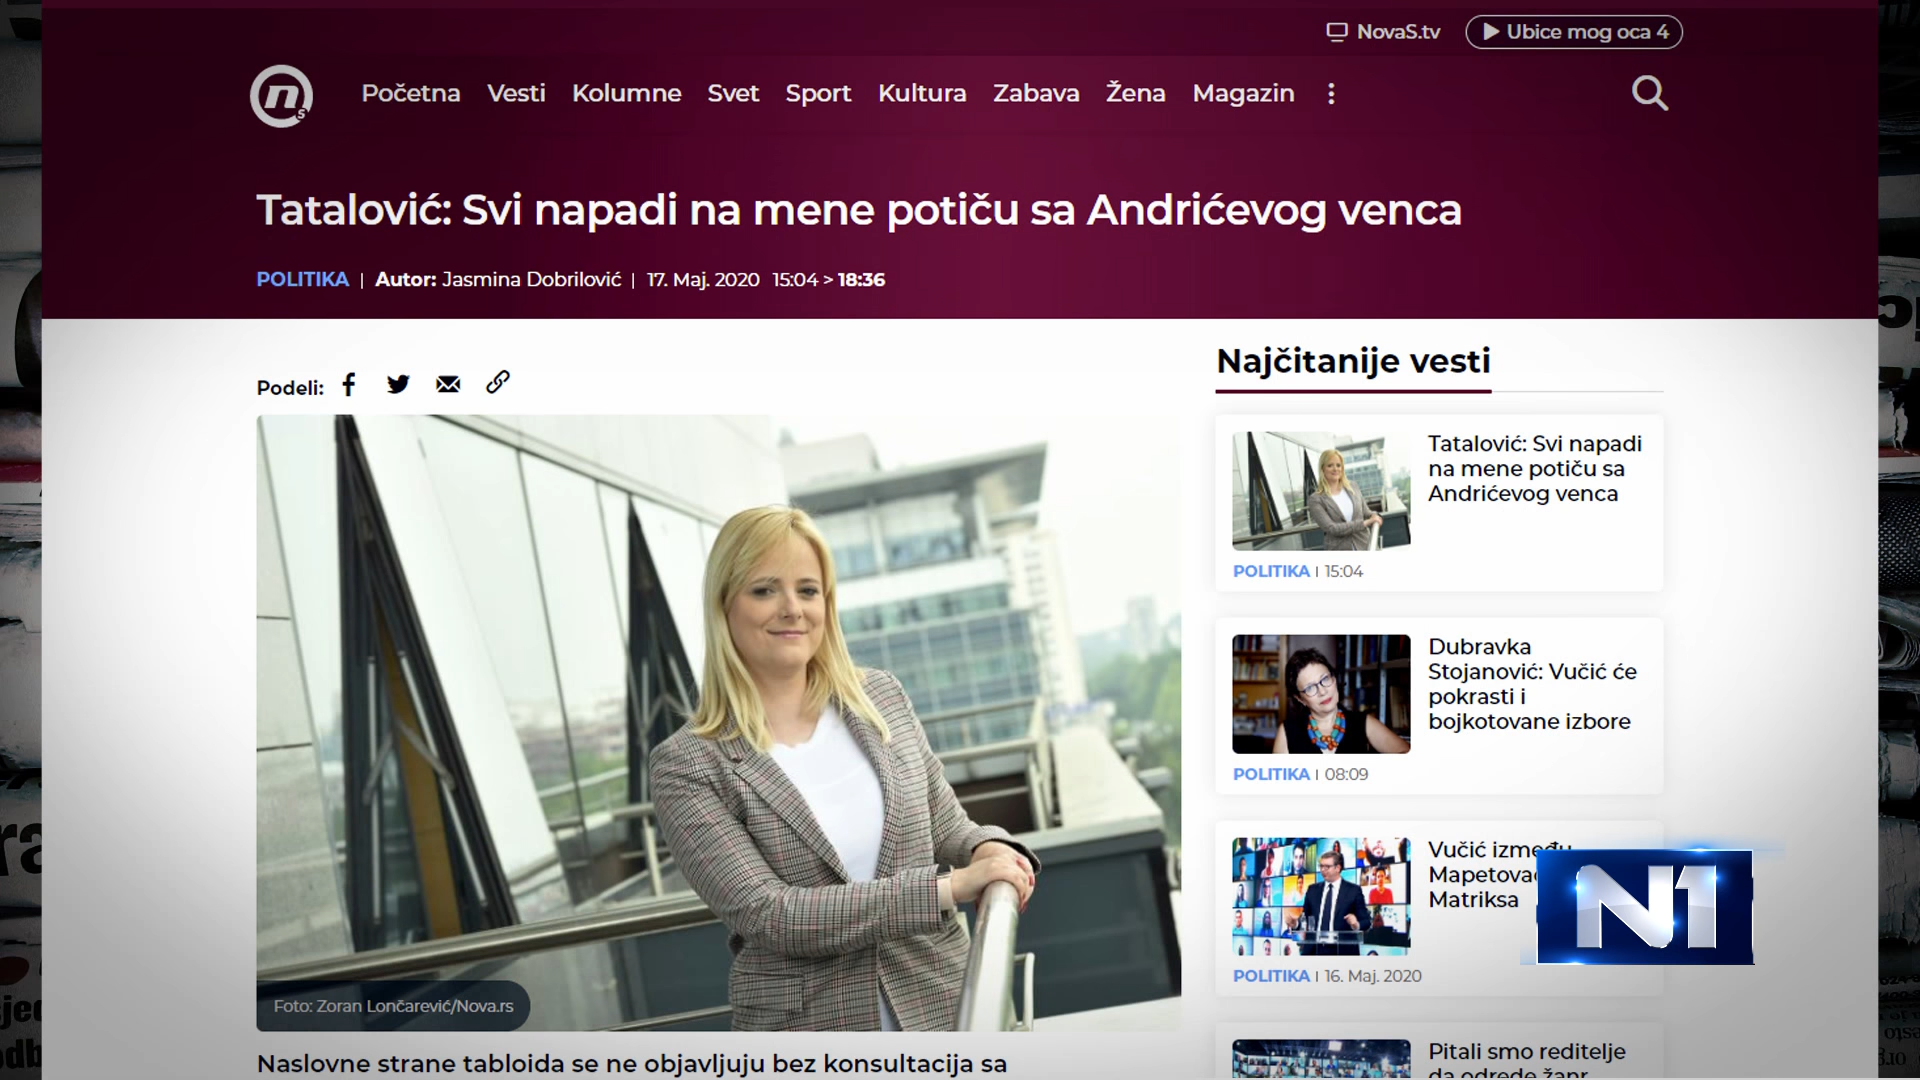 NovaS.tv
Ubice mog oca 4
n s
Početna Vesti Kolumne Svet Sport Kultura Zabava Žena Magazin
Tatalović: Svi napadi na mene potiču sa Andrićevog venca
POLITIKA | Autor: Jasmina Dobrilović | 17. Maj. 2020 15:04 > 18:36
Podeli:
Foto: Zoran Lončarević/Nova.rs
Naslovne strane tabloida se ne objavljuju bez konsultacija sa
Najčitanije vesti
Tatalović: Svi napadi
na mene potiču sa
Andrićevog venca
POLITIKA | 15:04
Dubravka
Stojanović: Vučić će
pokrasti i
bojkotovane izbore
POLITIKA | 08:09
Vučić između
Matriksa
POLITIKA | 16. Maj. 2020
Pitali smo reditelje
da odrede žanr
N1